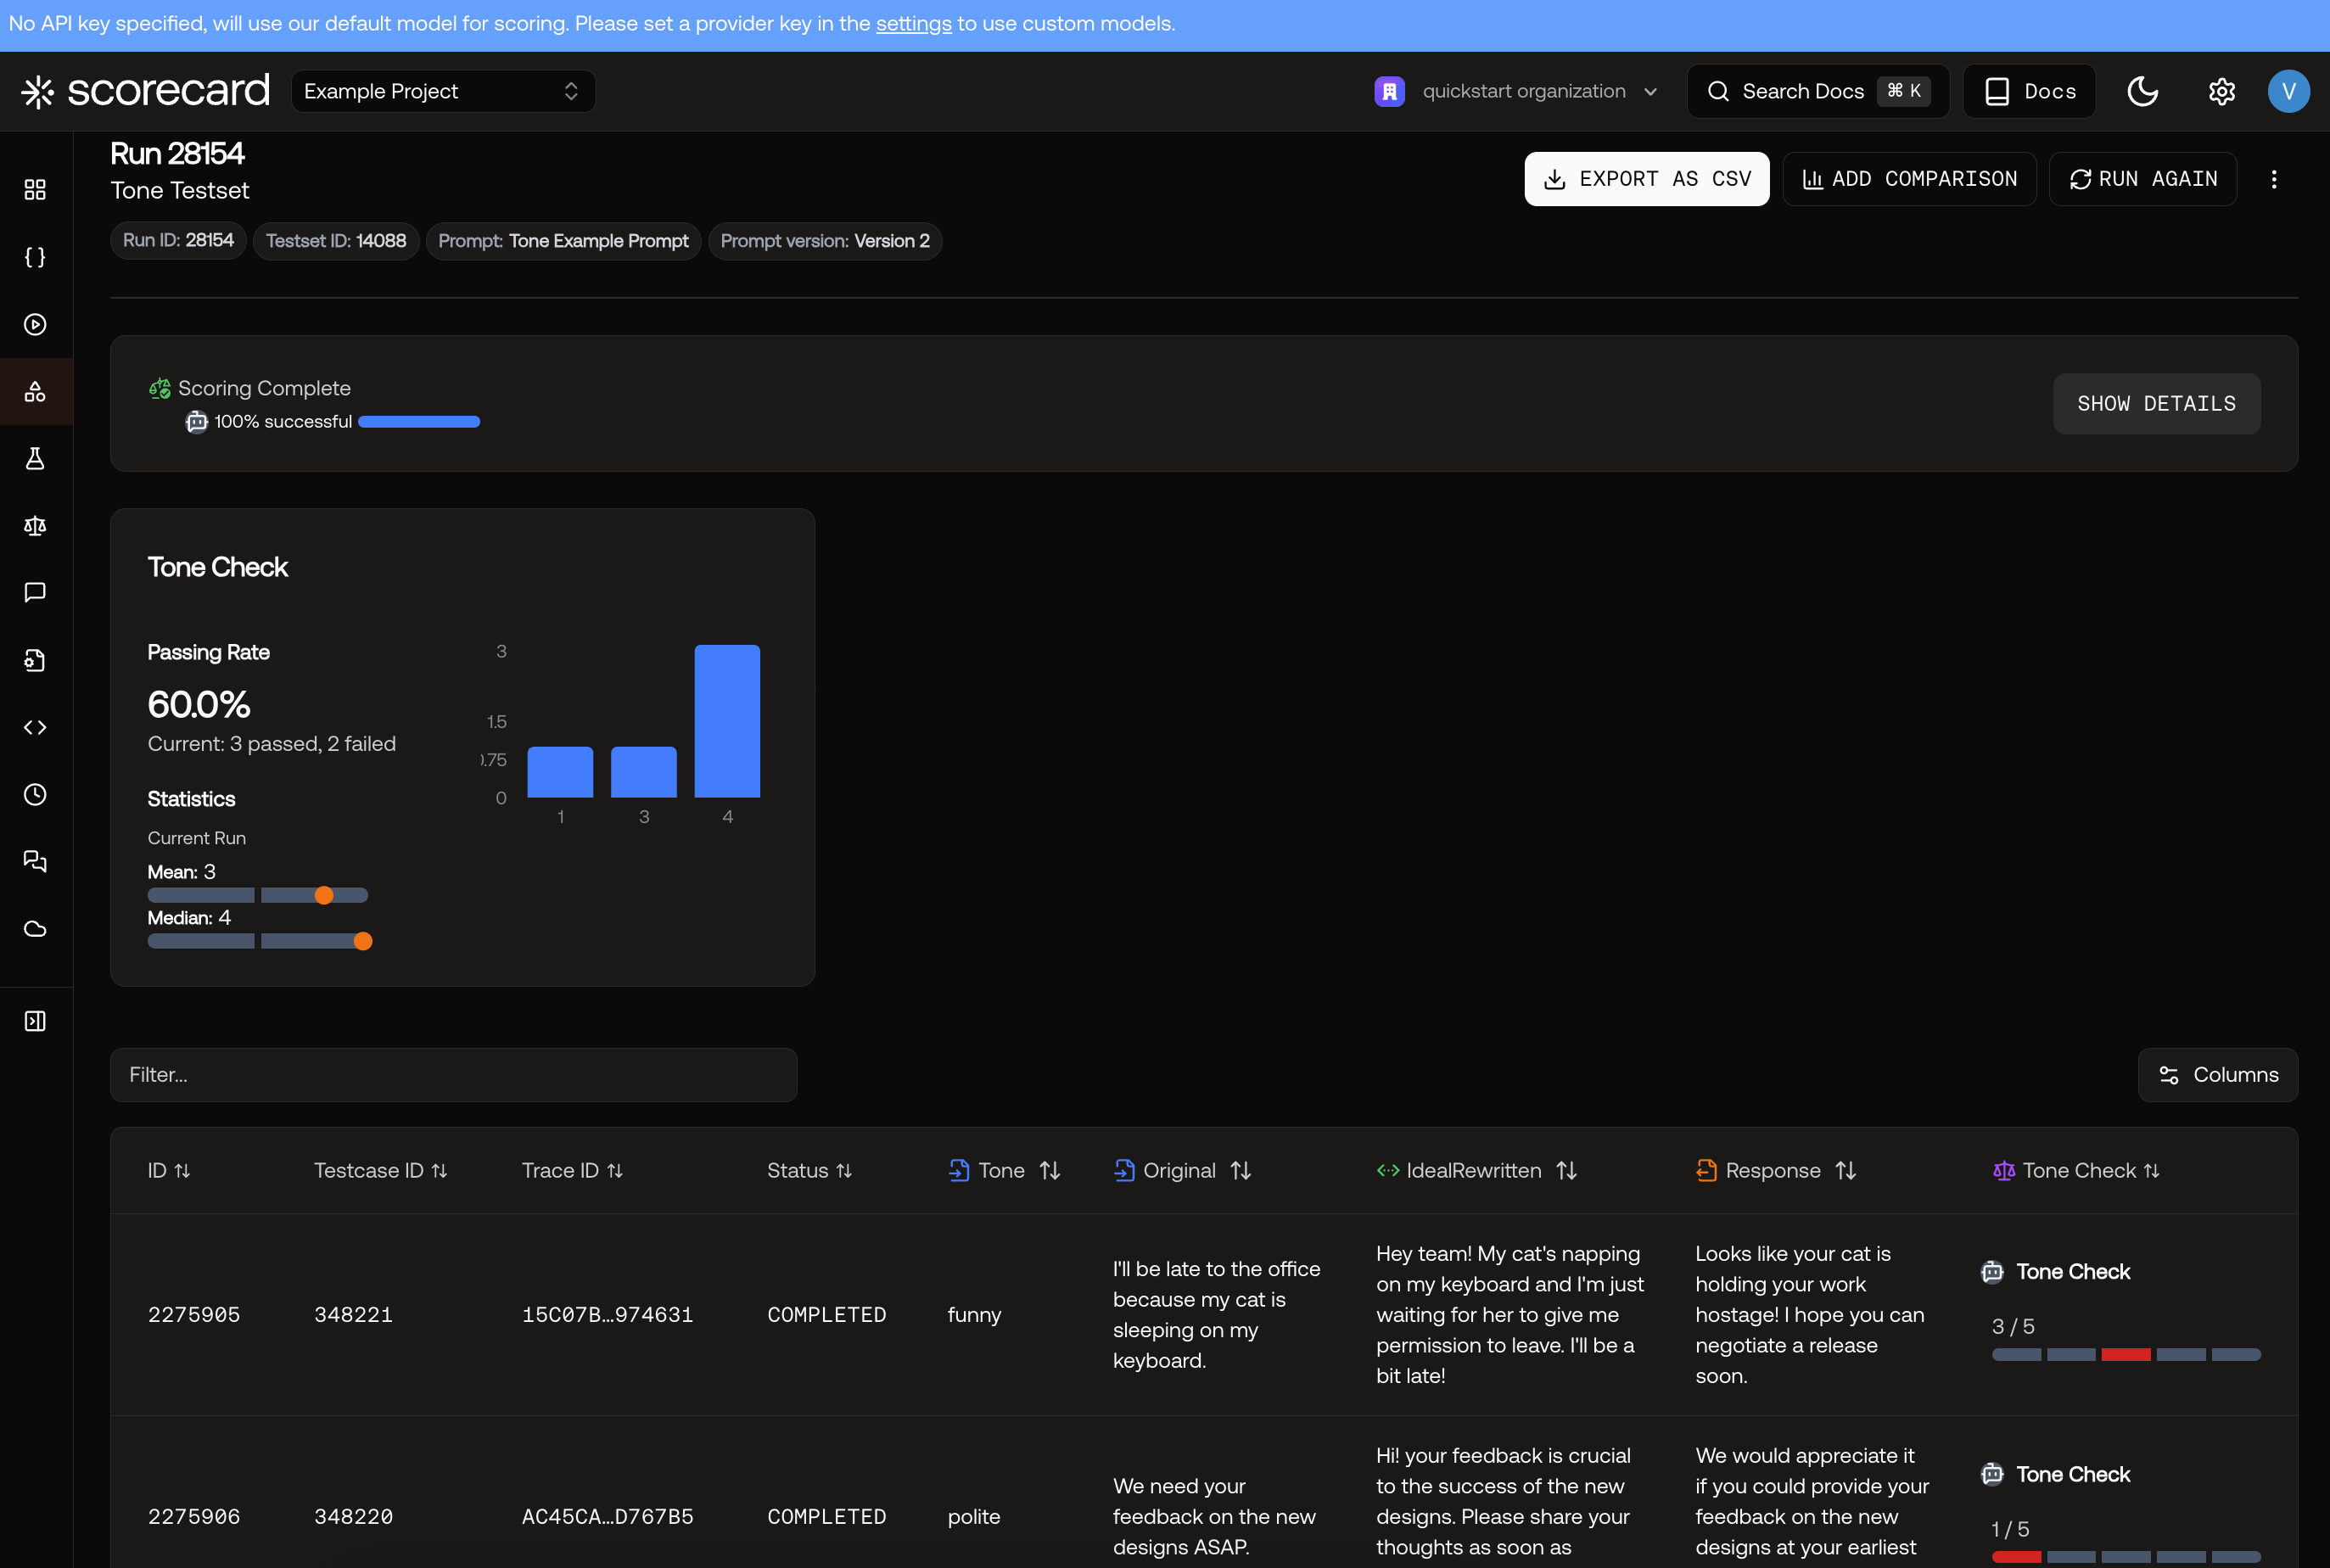 No API key specified, will use our default model for scoring. Please set a provider key in the settings to use custom models.
scorecard
Example Project
quickstart organization
Search Docs ⌘ K
Docs
V
Run 28154
Tone Testset
EXPORT AS CSV
ADD COMPARISON
RUN AGAIN
Run ID: 28154
Testset ID: 14088
Prompt: Tone Example Prompt
Prompt version: Version 2
Scoring Complete
100% successful
SHOW DETAILS
Tone Check
Passing Rate
60.0%
Current: 3 passed, 2 failed
Statistics
Current Run
Mean: 3
Median: 4
3
1.5
.75
0
1 3 4
Filter...
Columns
ID Testcase ID Trace ID Status Tone Original IdealRewritten Response Tone Check
2275905
348221
15C07B…974631
COMPLETED
funny
I'll be late to the office
because my cat is
sleeping on my
keyboard.
Hey team! My cat's napping
on my keyboard and I'm just
waiting for her to give me
permission to leave. I'll be a
bit late!
Looks like your cat is
holding your work
hostage! I hope you can
negotiate a release
soon.
Tone Check
3 / 5
2275906
348220
AC45CA…D767B5
COMPLETED
polite
We need your
feedback on the new
designs ASAP.
Hi! your feedback is crucial
to the success of the new
designs. Please share your
thoughts as soon as
We would appreciate it
if you could provide your
feedback on the new
designs at your earliest
Tone Check
1 / 5